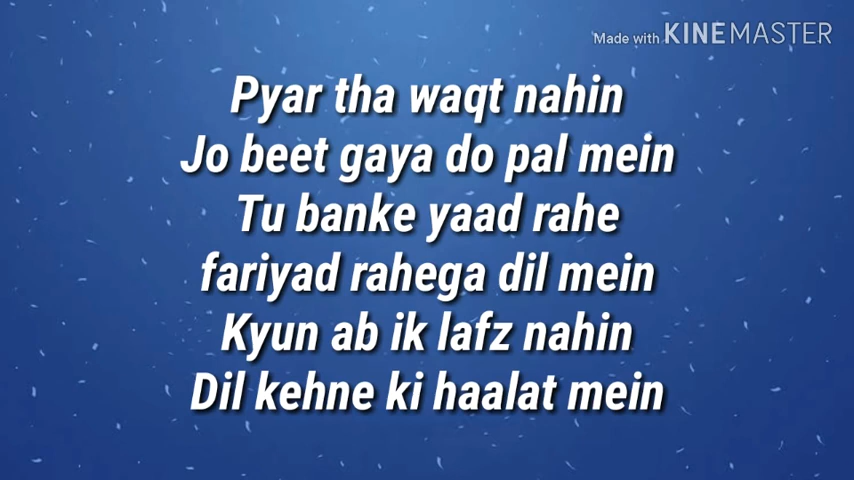 Made with KINEMASTER
Pyar tha waqt nahin
Jo beet gaya do pal mein
Tu banke yaad rahe
fariyad rahega dil mein
Kyun ab ik lafz nahin
Dil kehne ki haalat mein